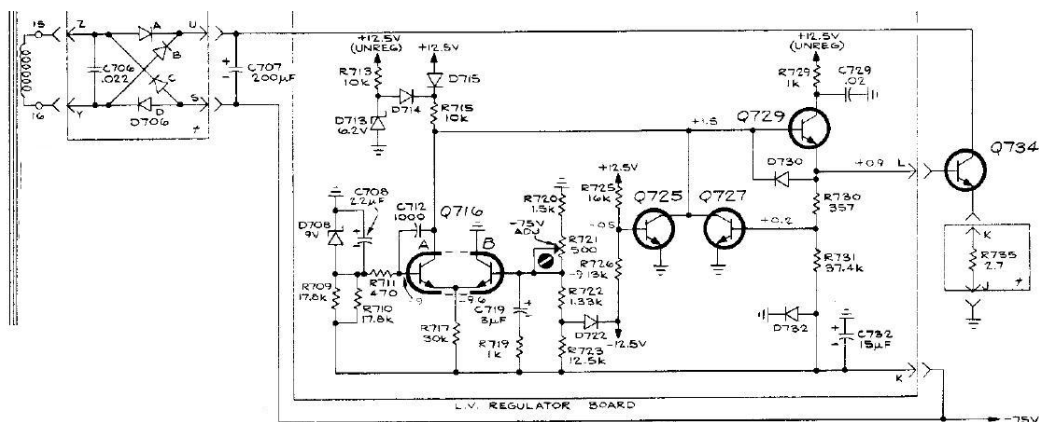 15
Z
A
U
B
C706
.022
C
+
-
C707
200µF
16
Y
D
S
D706
+12.5V
(UNREG)
+12.5V
R713
10k
D715
D714
R715
10k
D713
6.2V
+12.5V
(UNREG)
R729
1k
C729
.02
+1.5
Q729
Q734
D730
+0.9
L
C708
22µF
C712
1000
Q716
A
B
R720
1.5k
-75V
ADJ
+12.5V
R725
16k
Q725
Q727
-0.5
+0.2
R730
357
D708
9V
R721
500
R726
9.13k
R731
37.4k
K
R735
2.7
J
R711
470
-9
-9.6
R709
17.8k
R710
17.8k
R717
30k
C719
3µF
R722
1.33k
D722
-12.5V
D732
C732
15µF
R719
1k
R723
12.5k
K
L.V. REGULATOR BOARD
-75V